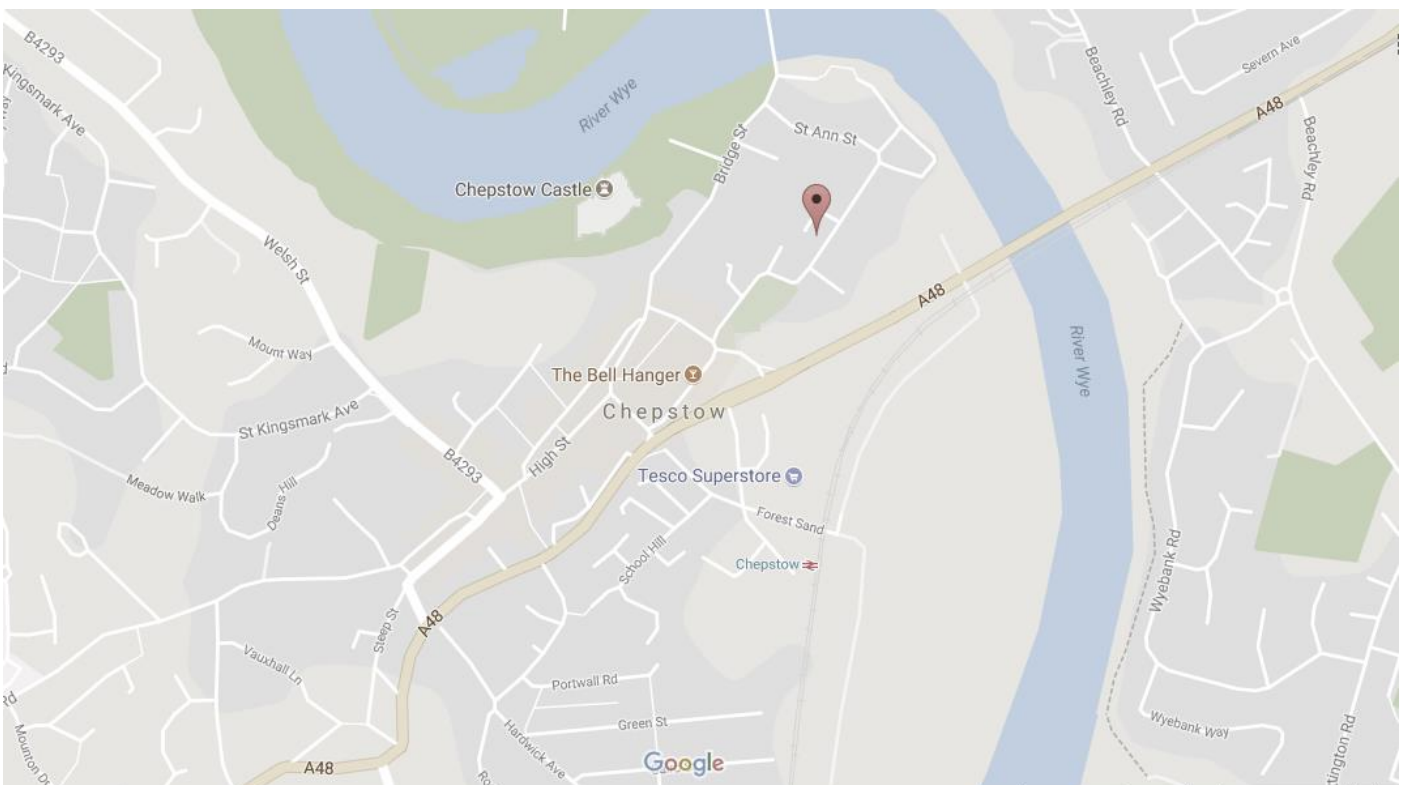 B4293
Kingsmark Ave
River Wye
Bridge St
St Ann St
Beachley Rd
Severn Ave
A48
Beachley Rd
Chepstow Castle
Welsh St
A48
Mount Way
River Wye
The Bell Hanger
Chepstow
St Kingsmark Ave
High St
B4293
Meadow Walk
Deans Hill
Tesco Superstore
Forest Sand
School Hill
Chepstow
Wyebank Rd
Steep St
A48
Vauxhall Ln
Portwall Rd
Green St
Hardwick Ave
Wyebank Way
Rd
Mounton
A48
Google